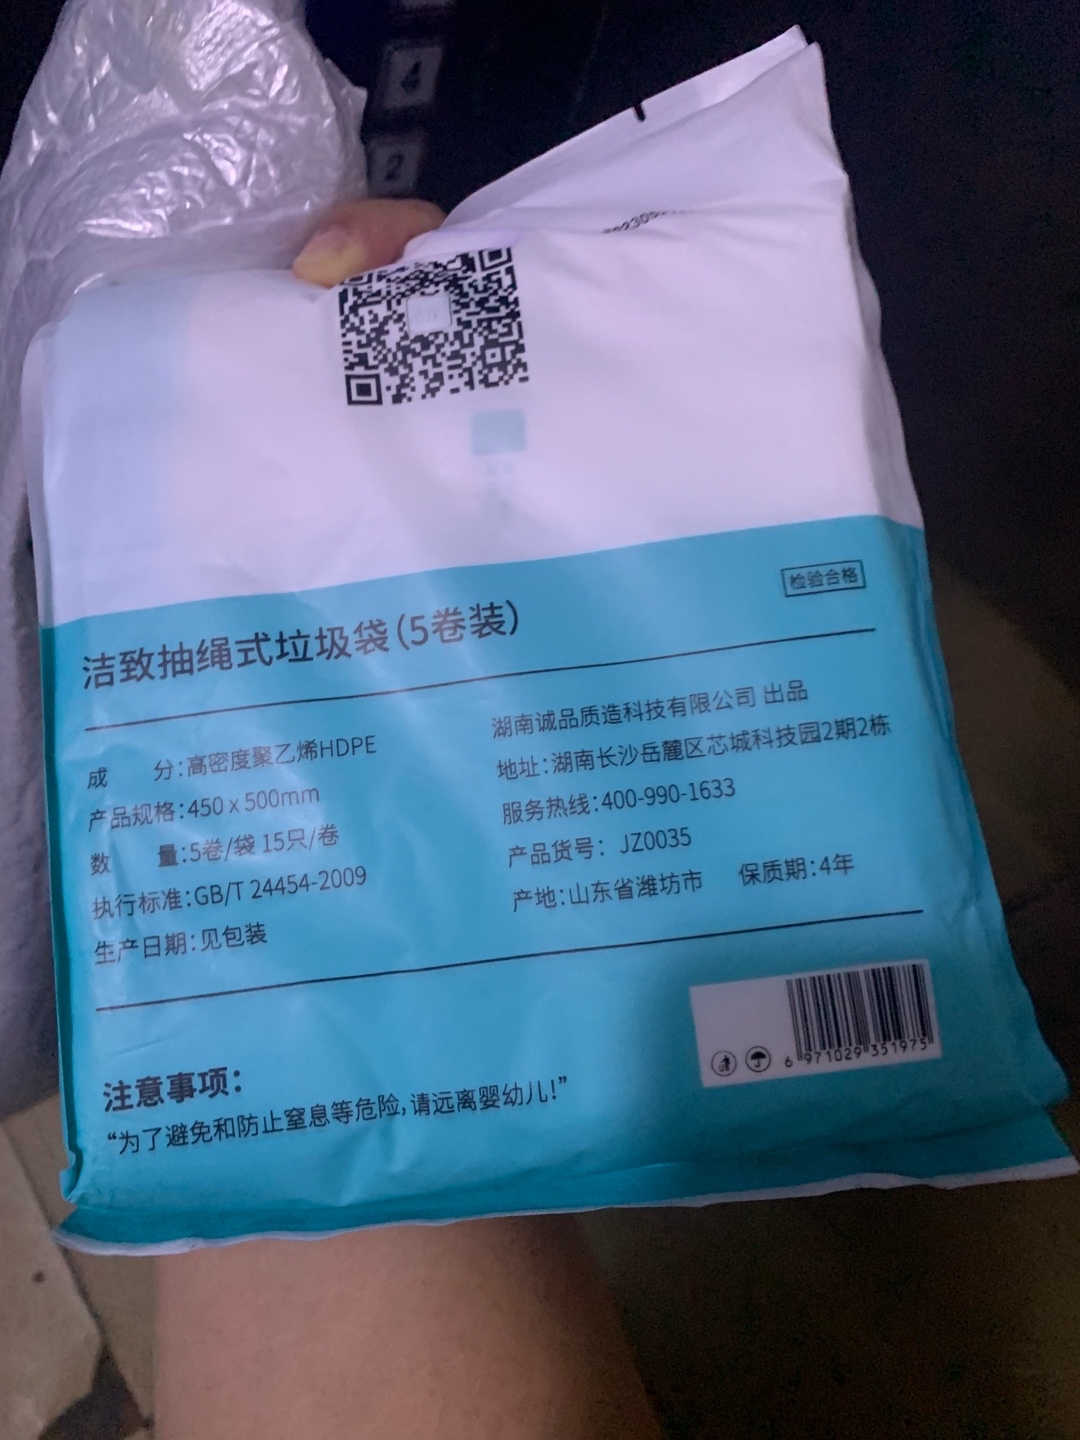 4
2
检验合格
洁致抽绳式垃圾袋(5卷装)
成 分:高密度聚乙烯HDPE
产品规格:450 x 500mm
数 量:5卷/袋 15只/卷
执行标准:GB/T 24454-2009
生产日期:见包装
湖南诚品质造科技有限公司 出品
地址:湖南长沙岳麓区芯城科技园2期2栋
服务热线:400-990-1633
产品货号: JZ0035
产地:山东省潍坊市 保质期:4年
6 971029 351975
注意事项:
“为了避免和防止窒息等危险,请远离婴幼儿!”